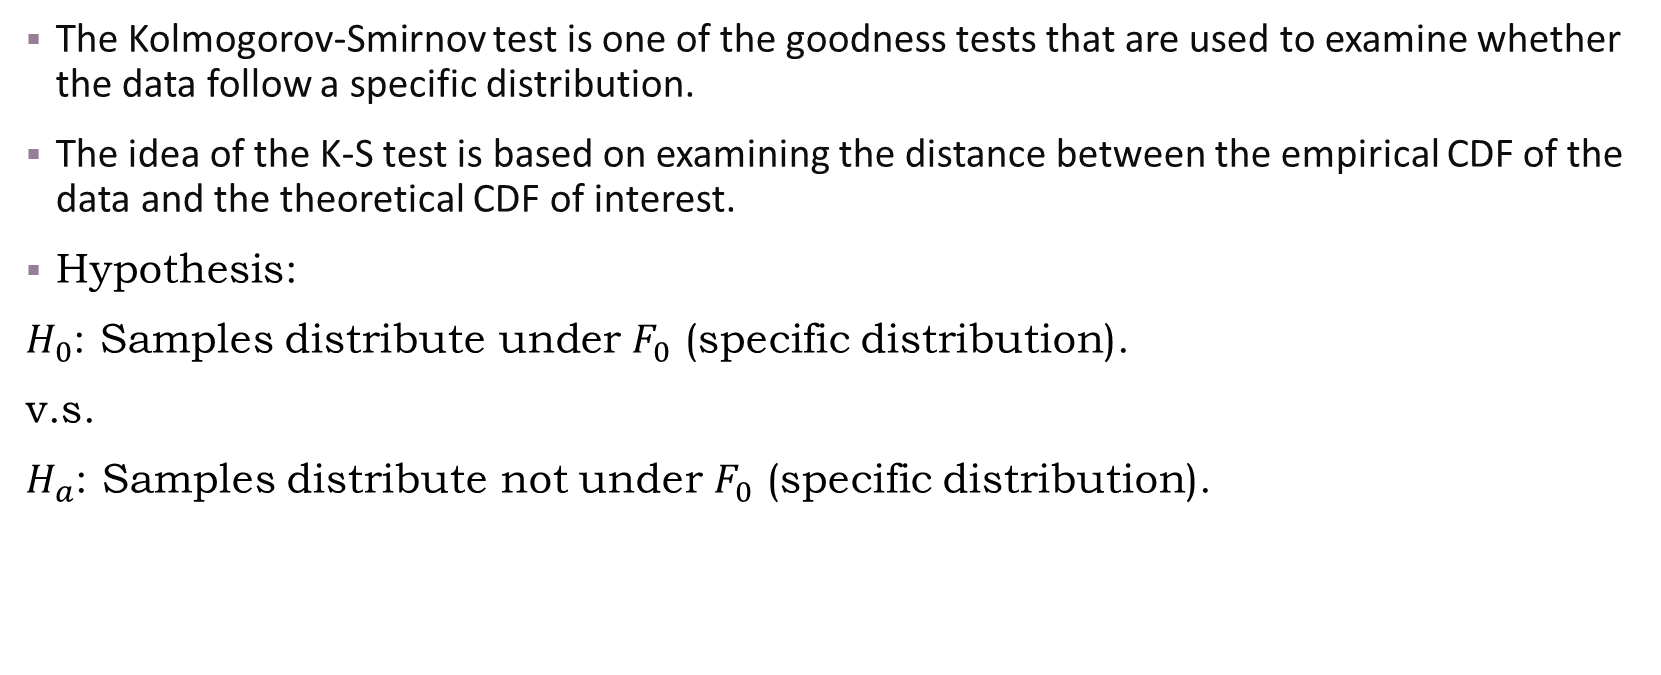 ▪ The Kolmogorov-Smirnov test is one of the goodness tests that are used to examine whether
the data follow a specific distribution.
▪ The idea of the K-S test is based on examining the distance between the empirical CDF of the
data and the theoretical CDF of interest.
▪ Hypothesis:
H₀: Samples distribute under F₀ (specific distribution).
v.s.
Hₐ: Samples distribute not under F₀ (specific distribution).